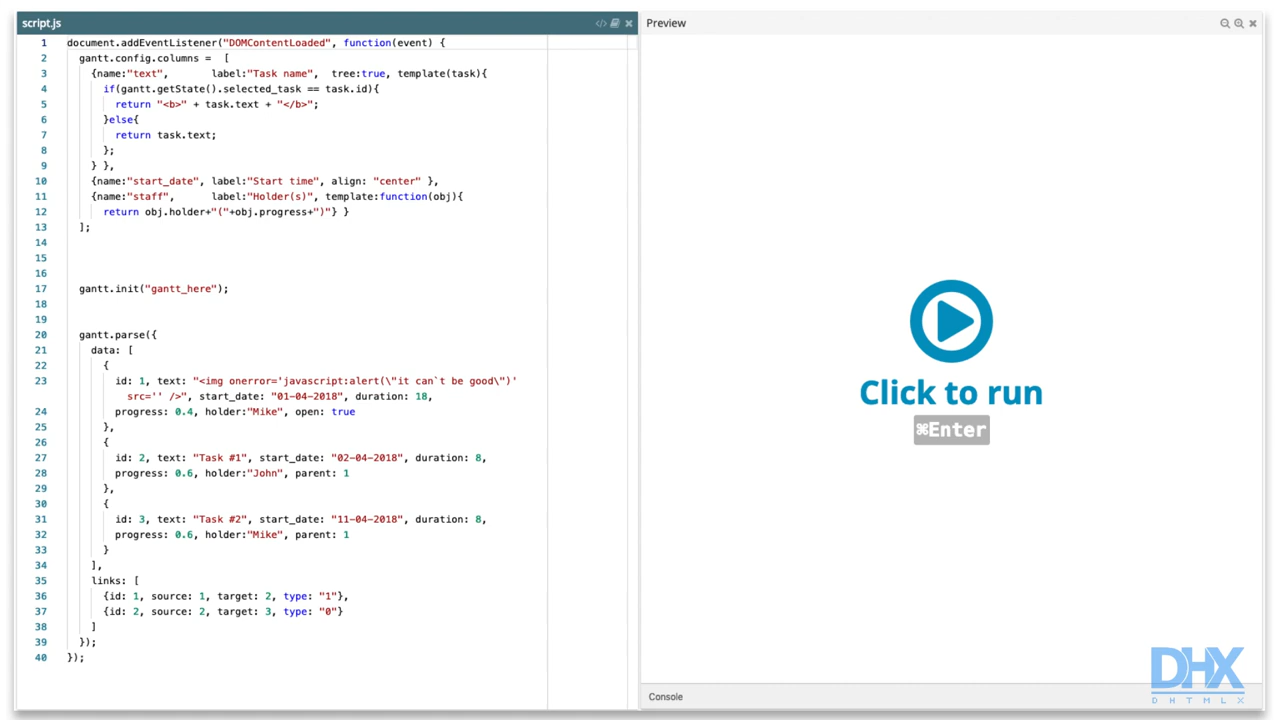 script.js
Preview
1 document.addEventListener("DOMContentLoaded", function(event) {
2 gantt.config.columns =  [
3 {name:"text",       label:"Task name",  tree:true, template(task){
4 if(gantt.getState().selected_task == task.id){
5 return "<b>" + task.text + "</b>";
6 }else{
7 return task.text;
8 };
9 } },
10 {name:"start_date", label:"Start time", align: "center" },
11 {name:"staff",      label:"Holder(s)", template:function(obj){
12 return obj.holder+"("+obj.progress+")"} }
13 ];
14
15
16
17 gantt.init("gantt_here");
18
19
20 gantt.parse({
21 data: [
22 {
23 id: 1, text: "<img onerror='javascript:alert(\"it can`t be good\")'
src='' />", start_date: "01-04-2018", duration: 18,
24 progress: 0.4, holder:"Mike", open: true
25 },
26 {
27 id: 2, text: "Task #1", start_date: "02-04-2018", duration: 8,
28 progress: 0.6, holder:"John", parent: 1
29 },
30 {
31 id: 3, text: "Task #2", start_date: "11-04-2018", duration: 8,
32 progress: 0.6, holder:"Mike", parent: 1
33 }
34 ],
35 links: [
36 {id: 1, source: 1, target: 2, type: "1"},
37 {id: 2, source: 2, target: 3, type: "0"}
38 ]
39 });
40 });
Click to run
⌘Enter
Console
DHX
DHTMLX